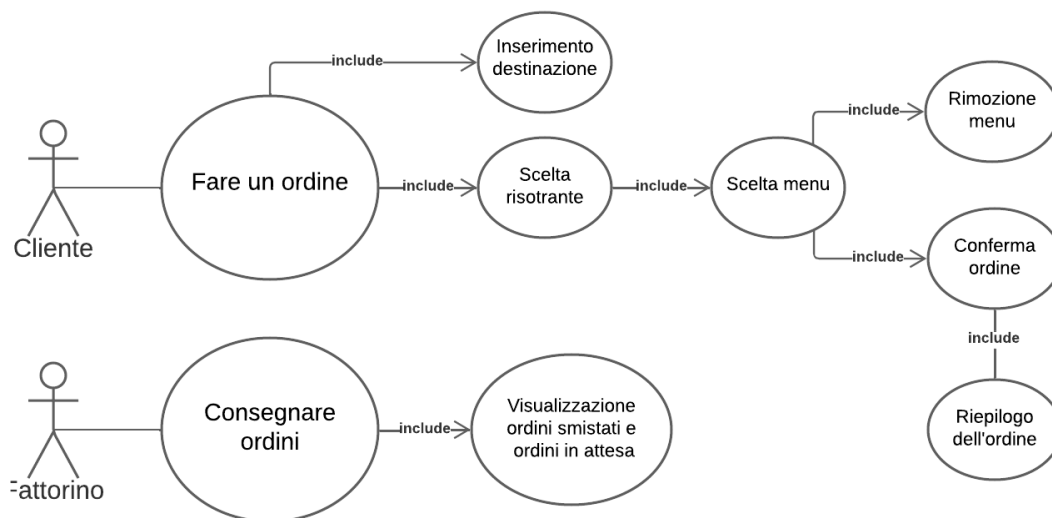 Inserimento
destinazione
include
Rimozione
menu
include
Fare un ordine
include
Scelta
risotrante
include
Scelta menu
Cliente
include
Conferma
ordine
include
Consegnare
ordini
include
Visualizzazione
ordini smistati e
ordini in attesa
Riepilogo
dell'ordine
Fattorino